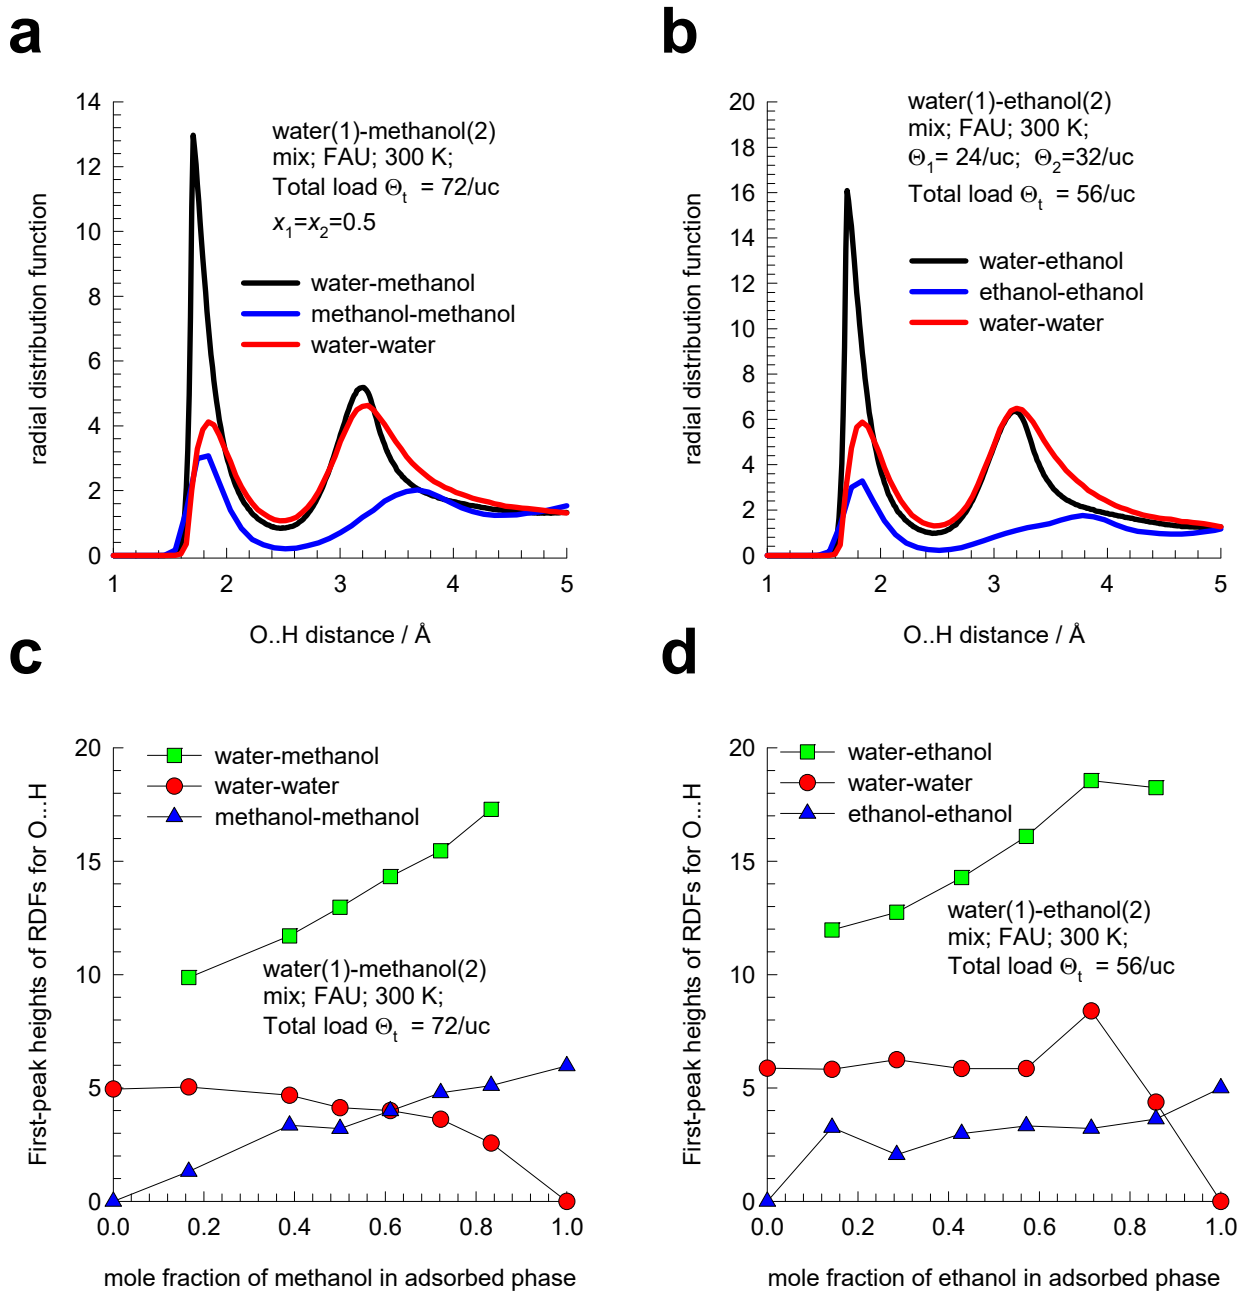 a
14
12
10
8
6
4
2
0
radial distribution function
water(1)-methanol(2)
mix; FAU; 300 K;
Total load Θt = 72/uc
x1=x2=0.5
water-methanol
methanol-methanol
water-water
1 2 3 4 5
O..H distance / Å
b
20
18
16
14
12
10
8
6
4
2
0
radial distribution function
water(1)-ethanol(2)
mix; FAU; 300 K;
Θ1= 24/uc; Θ2=32/uc
Total load Θt = 56/uc
water-ethanol
ethanol-ethanol
water-water
1 2 3 4 5
O..H distance / Å
c
20
15
10
5
0
First-peak heights of RDFs for O...H
water-methanol
water-water
methanol-methanol
water(1)-methanol(2)
mix; FAU; 300 K;
Total load Θt = 72/uc
0.0 0.2 0.4 0.6 0.8 1.0
mole fraction of methanol in adsorbed phase
d
20
15
10
5
0
First-peak heights of RDFs for O...H
water-ethanol
water-water
ethanol-ethanol
water(1)-ethanol(2)
mix; FAU; 300 K;
Total load Θt = 56/uc
0.0 0.2 0.4 0.6 0.8 1.0
mole fraction of ethanol in adsorbed phase